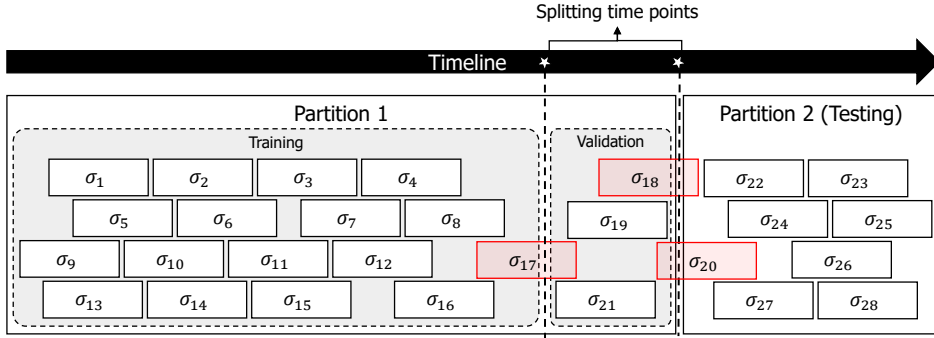 Splitting time points
Timeline
Partition 1
Partition 2 (Testing)
Training
Validation
σ₁ σ₂ σ₃ σ₄ σ₁₈ σ₂₂ σ₂₃
σ₅ σ₆ σ₇ σ₈ σ₁₉ σ₂₄ σ₂₅
σ₉ σ₁₀ σ₁₁ σ₁₂ σ₁₇ σ₂₀ σ₂₆
σ₁₃ σ₁₄ σ₁₅ σ₁₆ σ₂₁ σ₂₇ σ₂₈